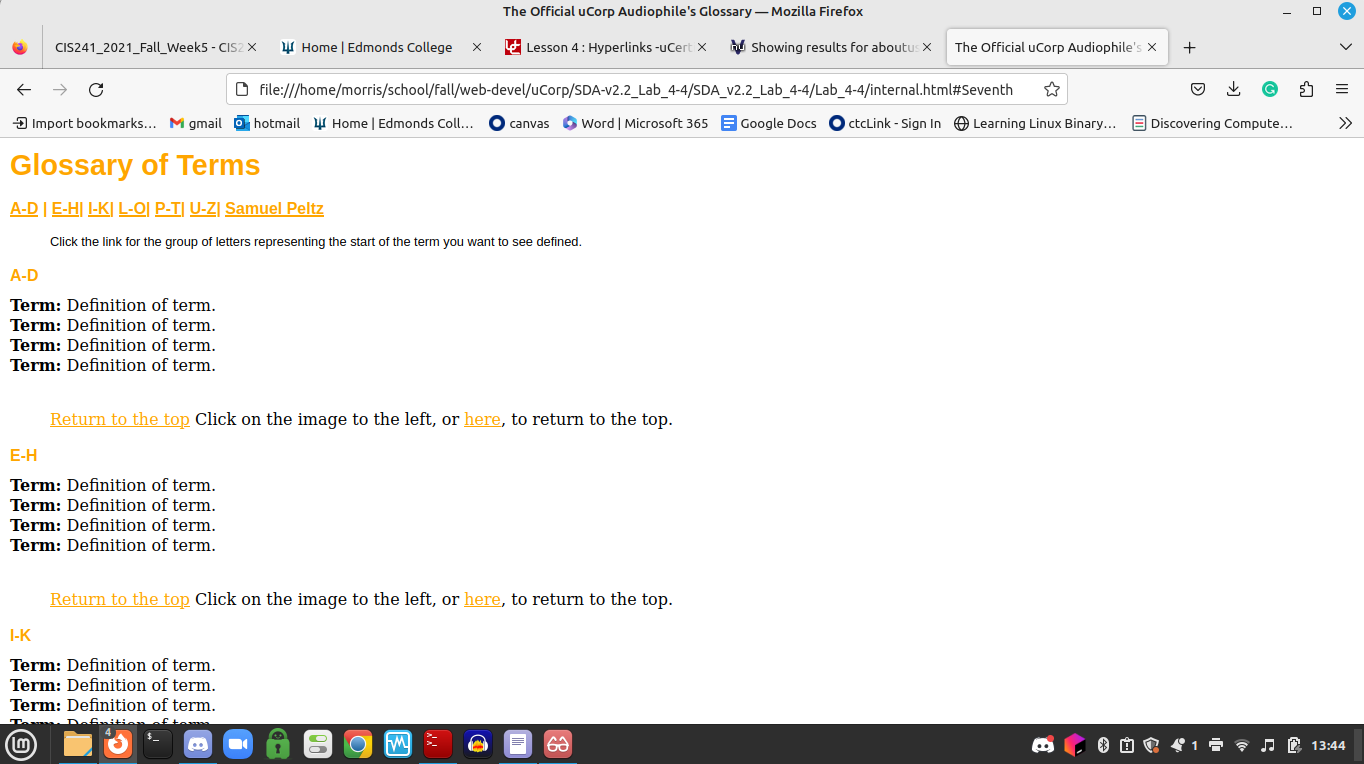 The Official uCorp Audiophile's Glossary — Mozilla Firefox
CIS241_2021_Fall_Week5 - CIS2
Home | Edmonds College
Lesson 4 : Hyperlinks -uCert
Showing results for aboutus
The Official uCorp Audiophile's
file:///home/morris/school/fall/web-devel/uCorp/SDA-v2.2_Lab_4-4/SDA_v2.2_Lab_4-4/Lab_4-4/internal.html#Seventh
Import bookmarks... gmail hotmail Home | Edmonds Coll... canvas Word | Microsoft 365 Google Docs ctcLink - Sign In Learning Linux Binary... Discovering Compute...
Glossary of Terms
A-D | E-H| I-K| L-O| P-T| U-Z| Samuel Peltz
Click the link for the group of letters representing the start of the term you want to see defined.
A-D
Term: Definition of term.
Term: Definition of term.
Term: Definition of term.
Term: Definition of term.
Return to the top Click on the image to the left, or here, to return to the top.
E-H
Term: Definition of term.
Term: Definition of term.
Term: Definition of term.
Term: Definition of term.
Return to the top Click on the image to the left, or here, to return to the top.
I-K
Term: Definition of term.
Term: Definition of term.
Term: Definition of term.
Term: Definition of term.
4
1 13:44